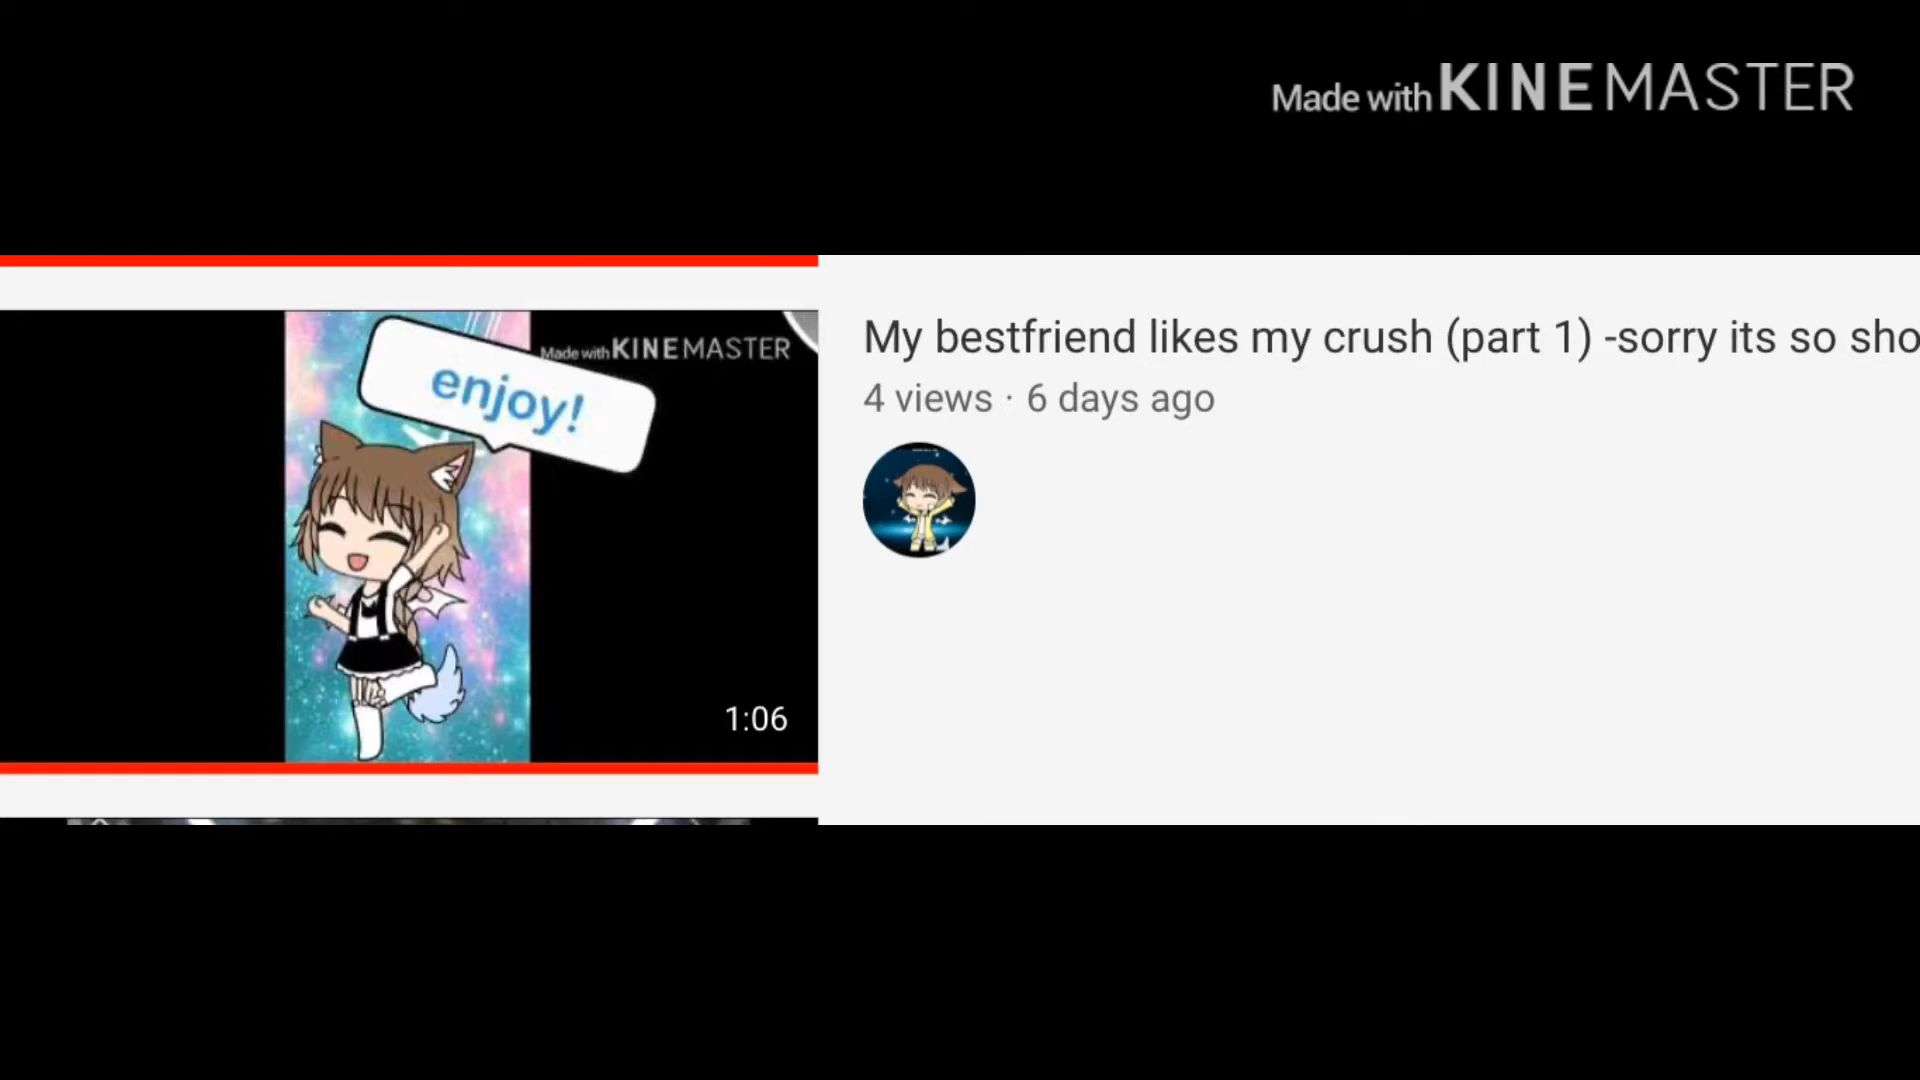 Made with KINEMASTER
Made with KINEMASTER
enjoy!
1:06
My bestfriend likes my crush (part 1) -sorry its so sho
4 views · 6 days ago